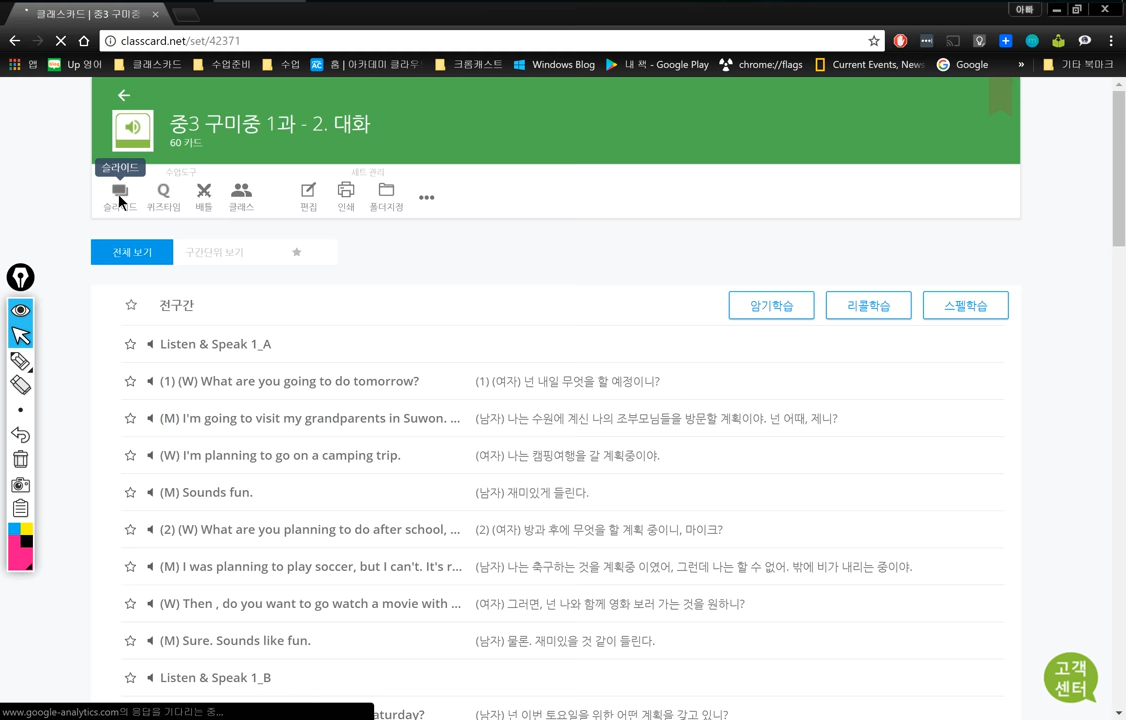 클래스카드 | 중3 구미중
아빠
classcard.net/set/42371
앱 Up 영어 클래스카드 수업준비 수업 홈 | 아카데미 클라우 크롬캐스트 Windows Blog 내 책 - Google Play chrome://flags Current Events, News Google » 기타 북마크
중3 구미중 1과 - 2. 대화
60 카드
슬라이드
수업도구 세트 관리
퀴즈타임 배틀 클래스 편집 인쇄 폴더지정
전체 보기 구간단위 보기
전구간 암기학습 리콜학습 스펠학습
Listen & Speak 1_A
(1) (W) What are you going to do tomorrow? (1) (여자) 넌 내일 무엇을 할 예정이니?
(M) I'm going to visit my grandparents in Suwon. ... (남자) 나는 수원에 계신 나의 조부모님들을 방문할 계획이야. 넌 어때, 제니?
(W) I'm planning to go on a camping trip. (여자) 나는 캠핑여행을 갈 계획중이야.
(M) Sounds fun. (남자) 재미있게 들린다.
(2) (W) What are you planning to do after school, ... (2) (여자) 방과 후에 무엇을 할 계획 중이니, 마이크?
(M) I was planning to play soccer, but I can't. It's r... (남자) 나는 축구하는 것을 계획중 이였어, 그런데 나는 할 수 없어. 밖에 비가 내리는 중이야.
(W) Then , do you want to go watch a movie with ... (여자) 그러면, 넌 나와 함께 영화 보러 가는 것을 원하니?
(M) Sure. Sounds like fun. (남자) 물론. 재미있을 것 같이 들린다.
Listen & Speak 1_B
aturday? (남자) 넌 이번 토요일을 위한 어떤 계획을 갖고 있니?
고객
센터
www.google-analytics.com의 응답을 기다리는 중...